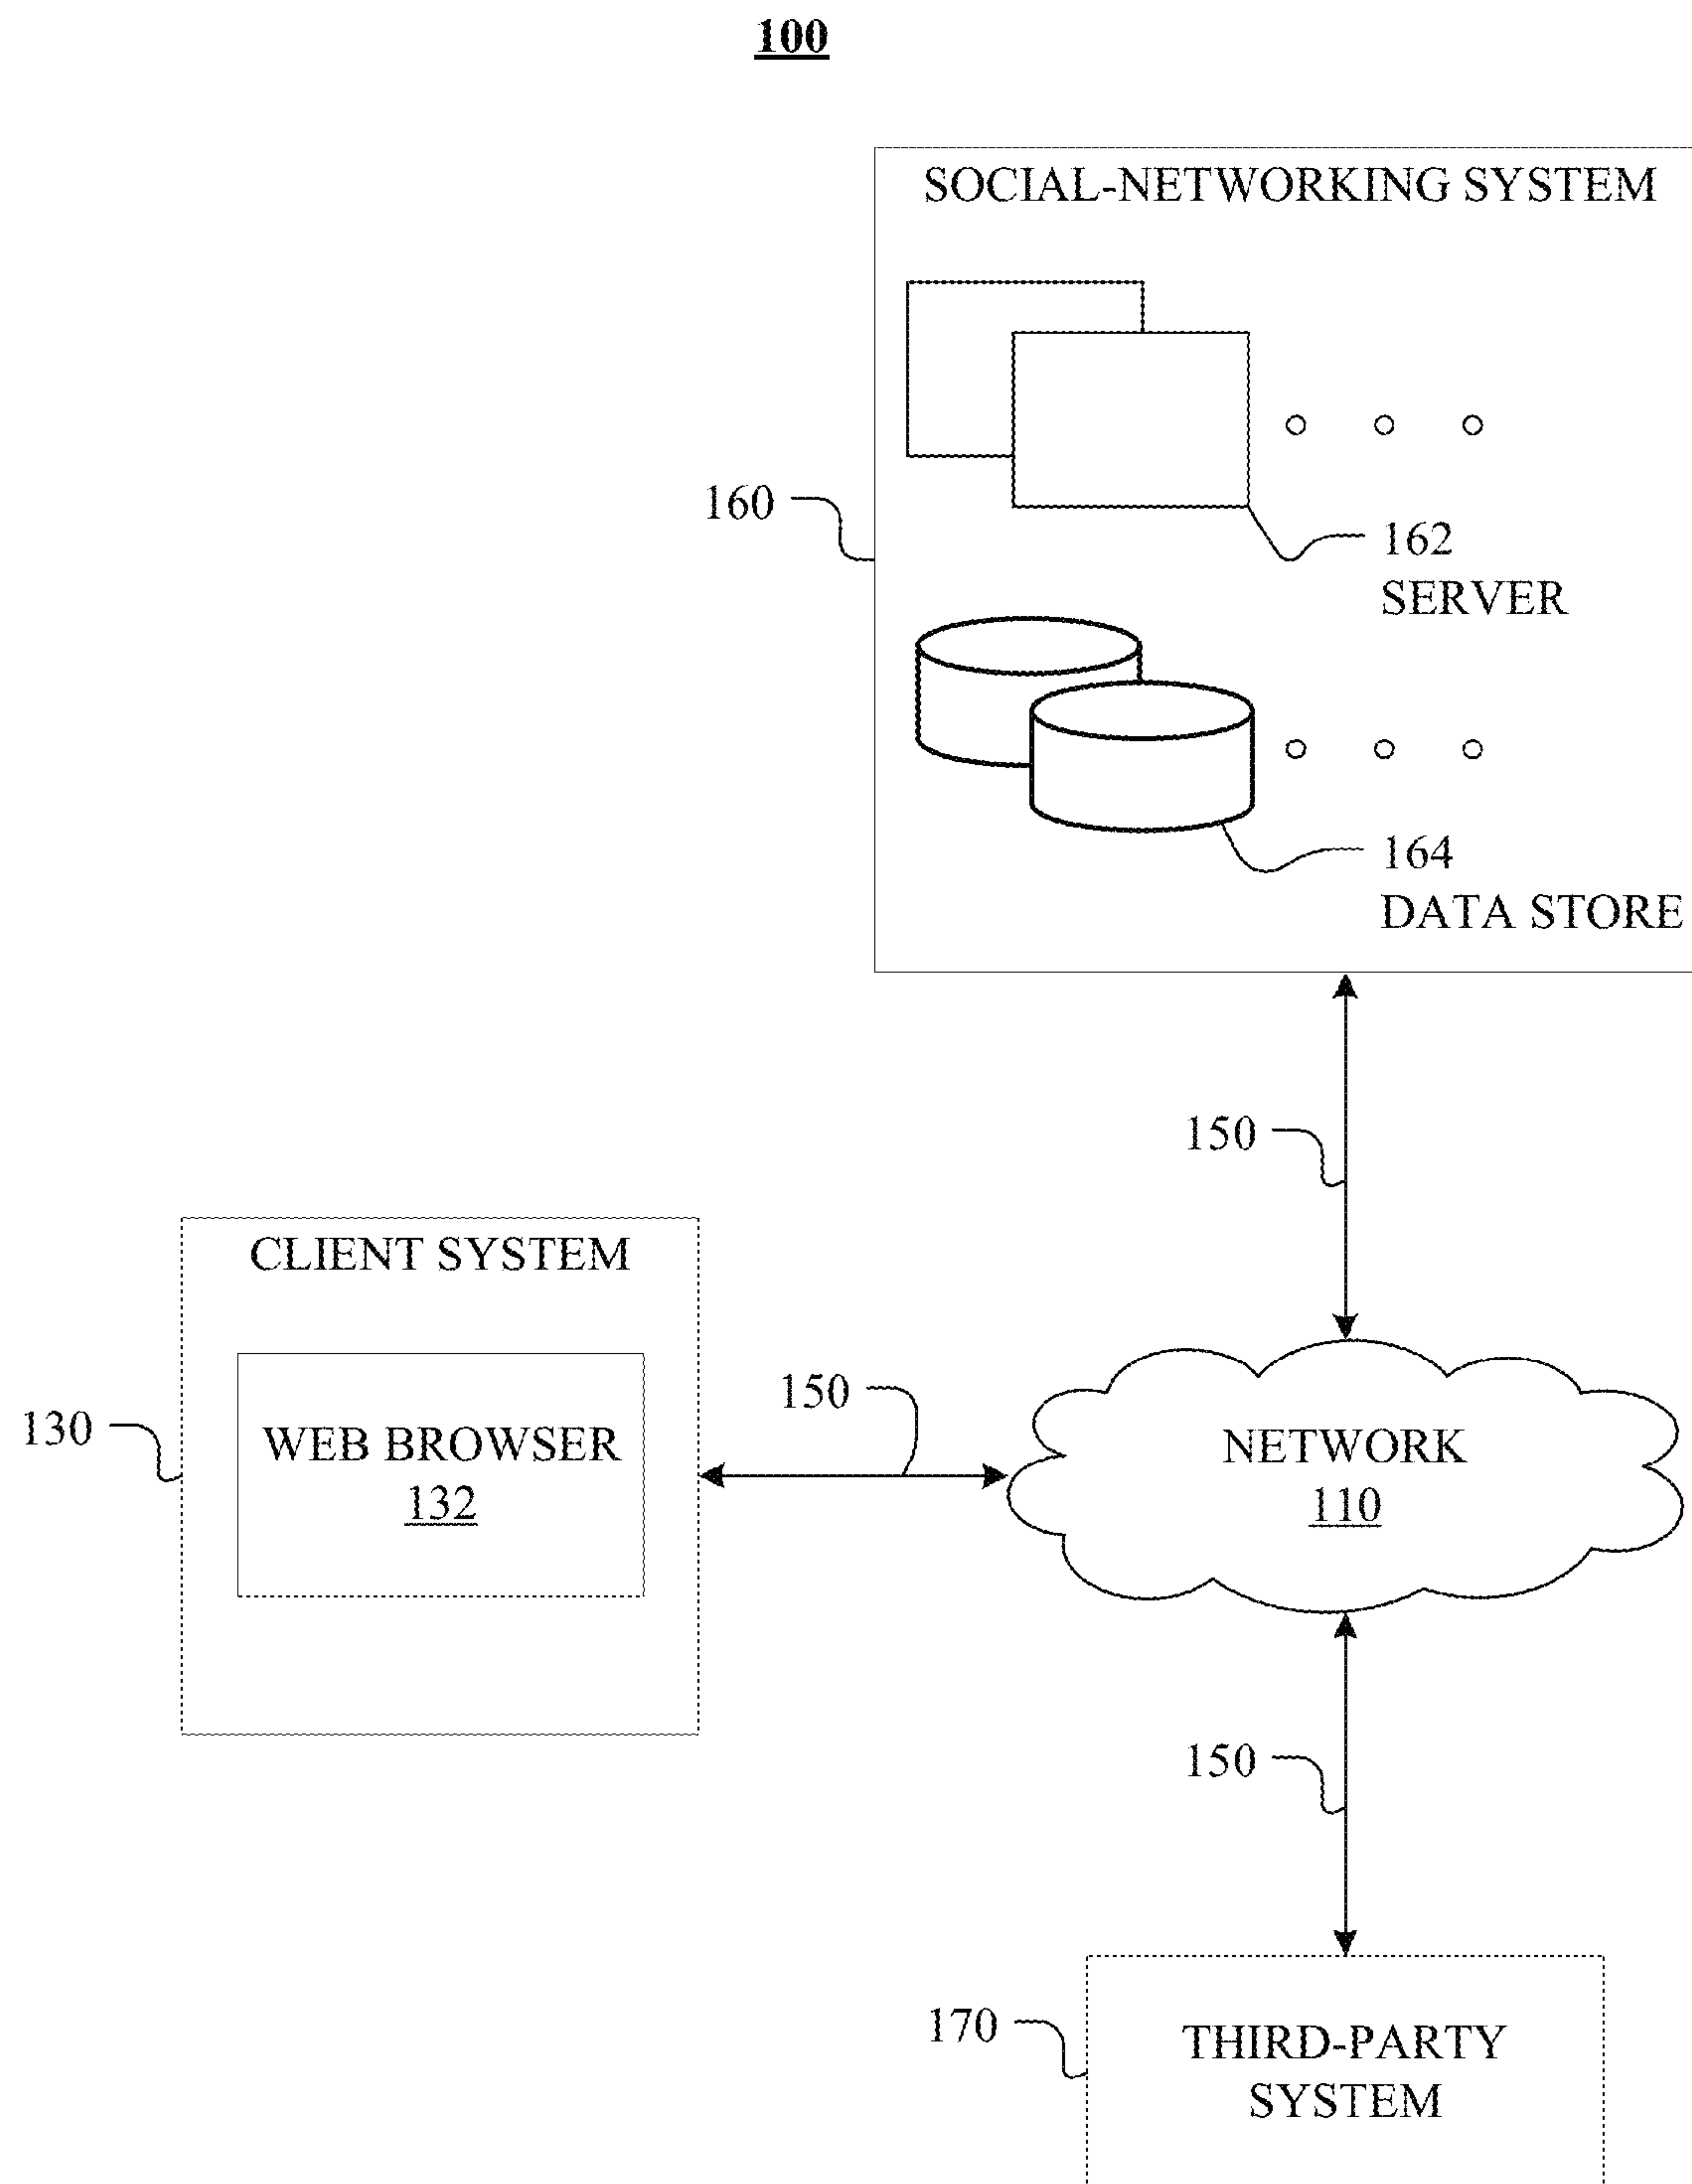 100
SOCIAL-NETWORKING SYSTEM
160
162
SERVER
164
DATA STORE
150
CLIENT SYSTEM
130
WEB BROWSER
132
150
NETWORK
110
150
170
THIRD-PARTY
SYSTEM